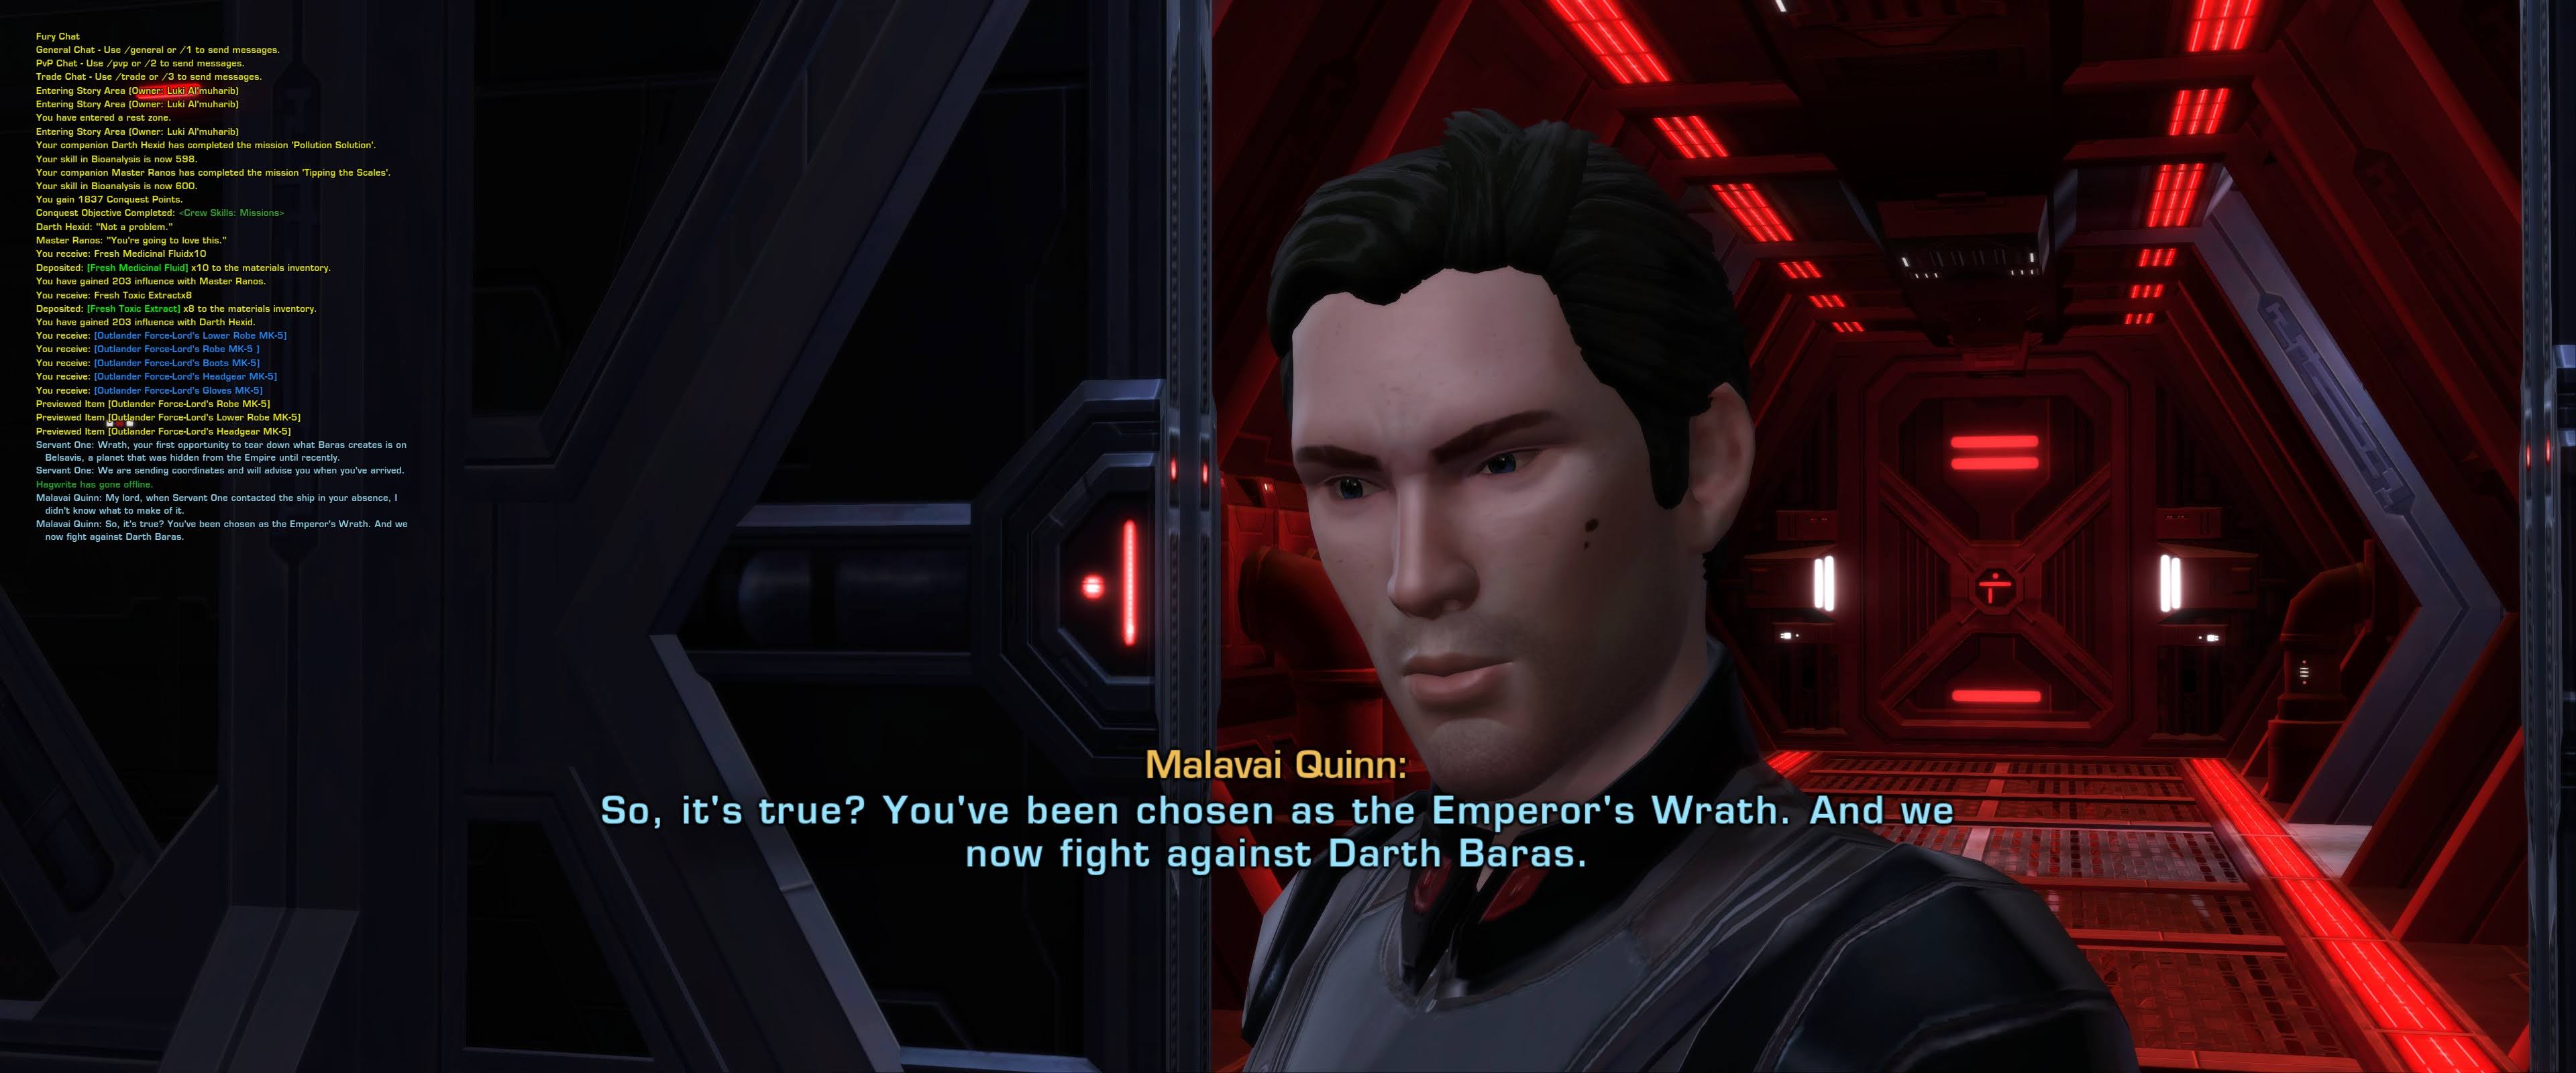 Fury Chat
General Chat - Use /general or /1 to send messages.
PvP Chat - Use /pvp or /2 to send messages.
Trade Chat - Use /trade or /3 to send messages.
Entering Story Area (Owner: Luki Al'muharib)
Entering Story Area (Owner: Luki Al'muharib)
You have entered a rest zone.
Entering Story Area (Owner: Luki Al'muharib)
Your companion Darth Hexid has completed the mission 'Pollution Solution'.
Your skill in Bioanalysis is now 598.
Your companion Master Ranos has completed the mission 'Tipping the Scales'.
Your skill in Bioanalysis is now 600.
You gain 1837 Conquest Points.
Conquest Objective Completed: <Crew Skills: Missions>
Darth Hexid: "Not a problem."
Master Ranos: "You're going to love this."
You receive: Fresh Medicinal Fluidx10
Deposited: [Fresh Medicinal Fluid] x10 to the materials inventory.
You have gained 203 influence with Master Ranos.
You receive: Fresh Toxic Extractx8
Deposited: [Fresh Toxic Extract] x8 to the materials inventory.
You have gained 203 influence with Darth Hexid.
You receive: [Outlander Force-Lord's Lower Robe MK-5]
You receive: [Outlander Force-Lord's Robe MK-5 ]
You receive: [Outlander Force-Lord's Boots MK-5]
You receive: [Outlander Force-Lord's Headgear MK-5]
You receive: [Outlander Force-Lord's Gloves MK-5]
Previewed Item [Outlander Force-Lord's Robe MK-5]
Previewed Item [Outlander Force-Lord's Lower Robe MK-5]
Previewed Item [Outlander Force-Lord's Headgear MK-5]
Servant One: Wrath, your first opportunity to tear down what Baras creates is on
Belsavis, a planet that was hidden from the Empire until recently.
Servant One: We are sending coordinates and will advise you when you've arrived.
Hagwrite has gone offline.
Malavai Quinn: My lord, when Servant One contacted the ship in your absence, I
didn't know what to make of it.
Malavai Quinn: So, it's true? You've been chosen as the Emperor's Wrath. And we
now fight against Darth Baras.
Malavai Quinn:
So, it's true? You've been chosen as the Emperor's Wrath. And we
now fight against Darth Baras.